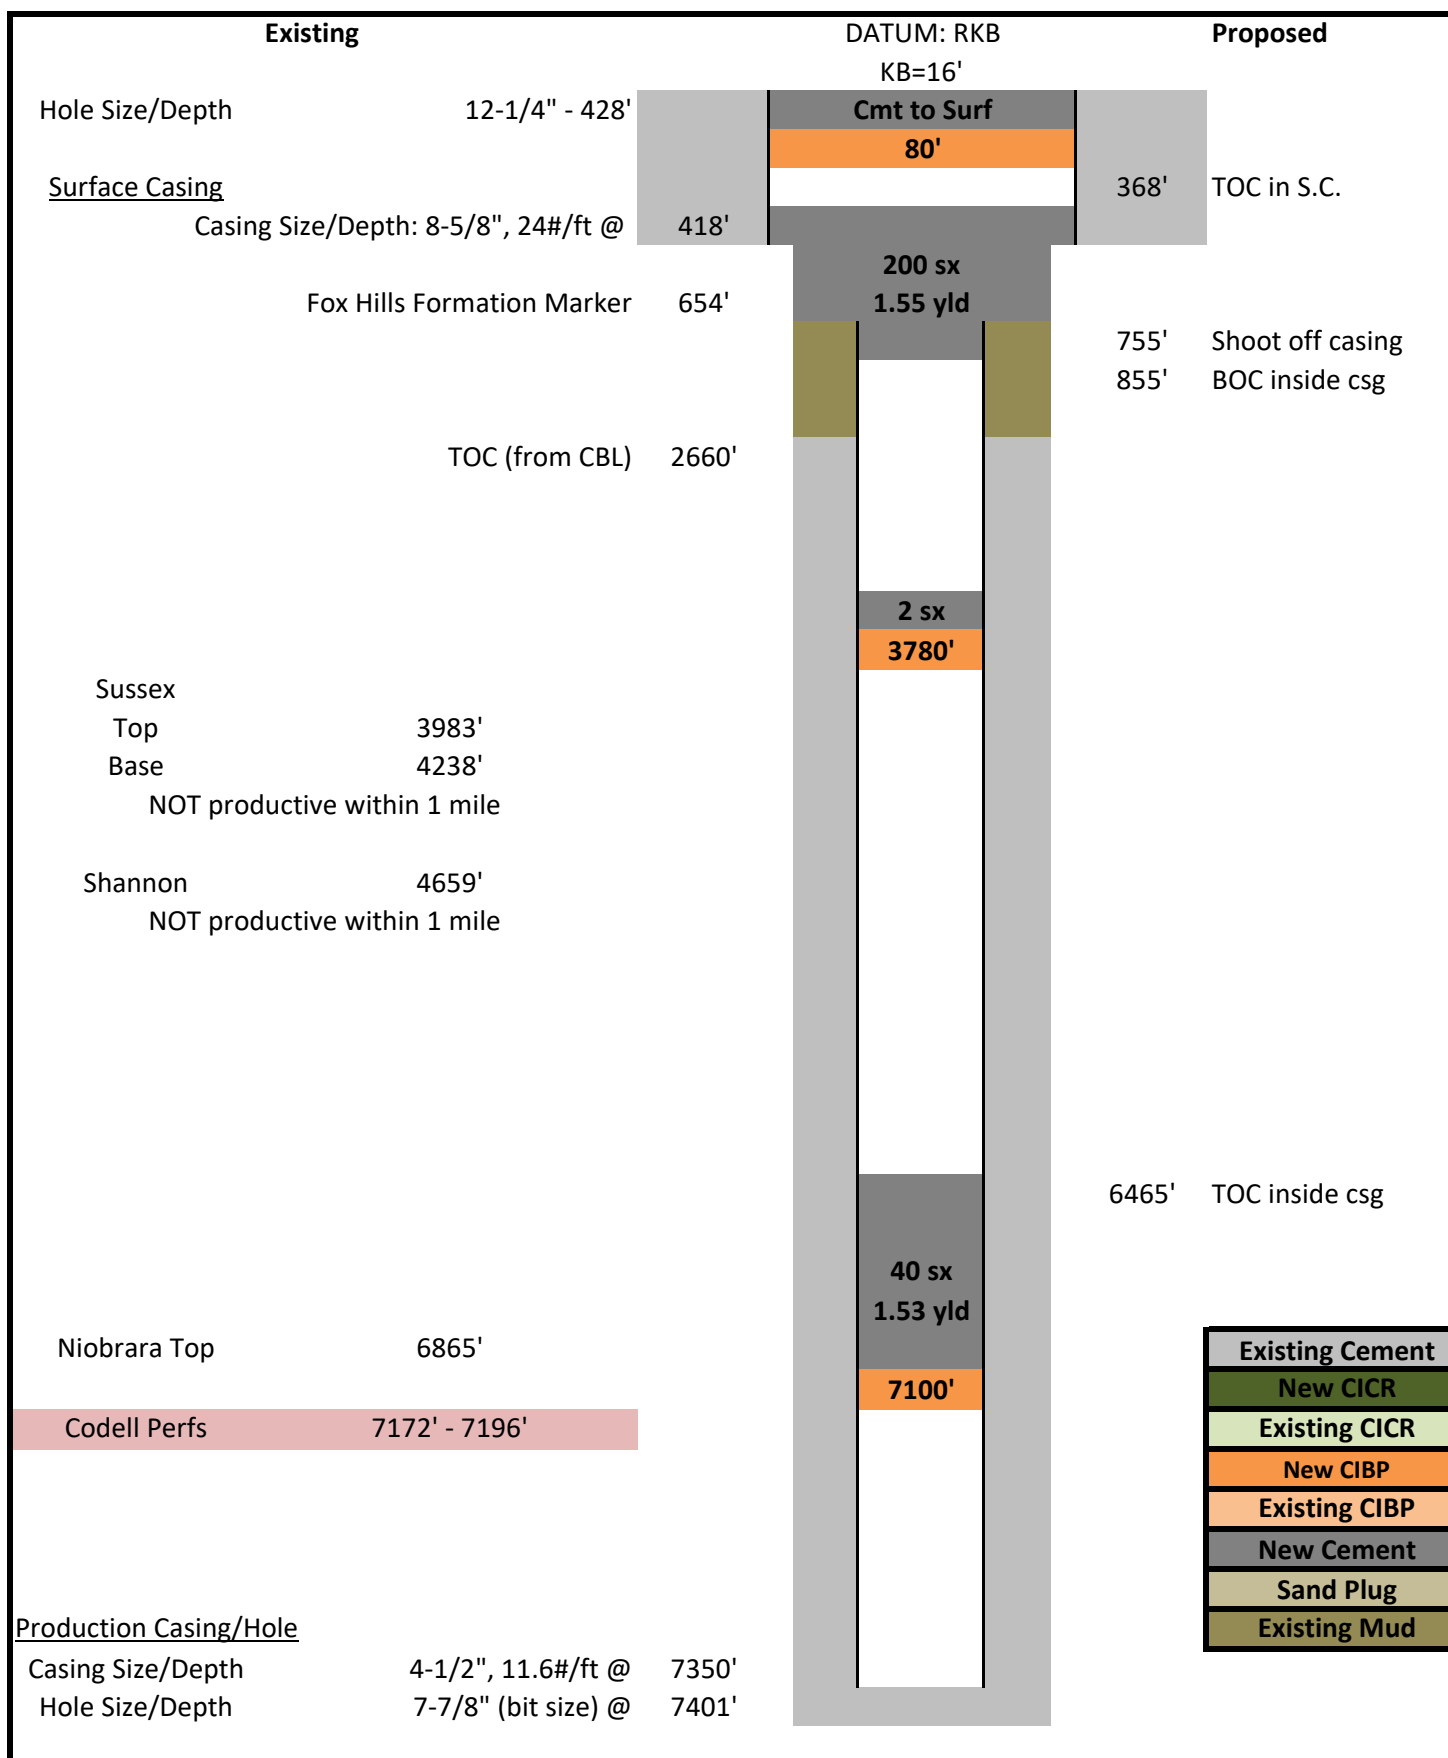 Existing DATUM: RKB Proposed
KB=16'
Hole Size/Depth 12-1/4" - 428' Cmt to Surf
80'
Surface Casing 368' TOC in S.C.
Casing Size/Depth: 8-5/8", 24#/ft @ 418'
200 sx
Fox Hills Formation Marker 654' 1.55 yld
755' Shoot off casing
855' BOC inside csg
TOC (from CBL) 2660'
2 sx
3780'
Sussex
Top 3983'
Base 4238'
NOT productive within 1 mile
Shannon 4659'
NOT productive within 1 mile
6465' TOC inside csg
40 sx
1.53 yld
Niobrara Top 6865'
7100'
Codell Perfs 7172' - 7196'
Existing Cement
New CICR
Existing CICR
New CIBP
Existing CIBP
New Cement
Sand Plug
Existing Mud
Production Casing/Hole
Casing Size/Depth 4-1/2", 11.6#/ft @ 7350'
Hole Size/Depth 7-7/8" (bit size) @ 7401'